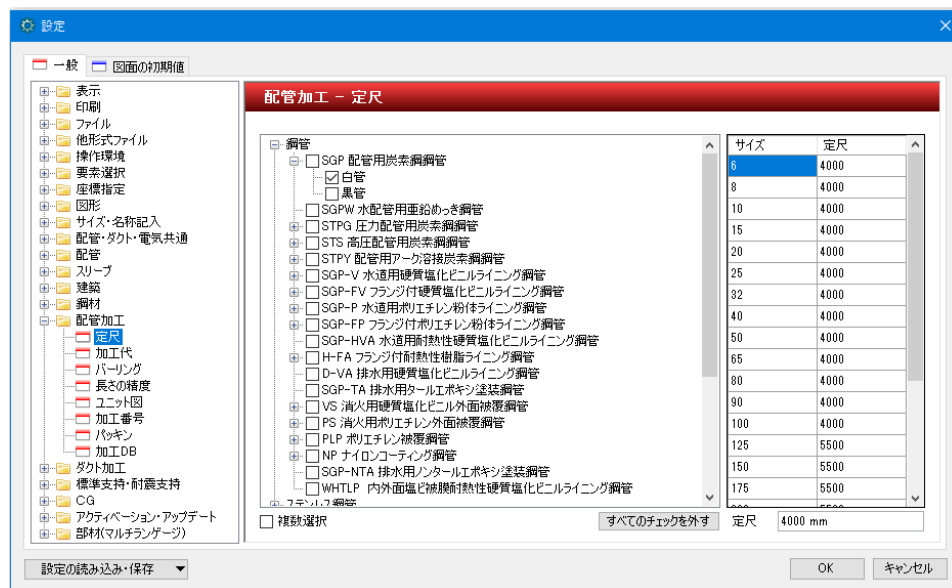 設定
一般
図面の初期値
表示
印刷
ファイル
他形式ファイル
操作環境
要素選択
座標指定
図形
サイズ・名称記入
配管・ダクト・電気共通
配管
スリーブ
建築
鋼材
配管加工
定尺
加工代
バーリング
長さの精度
ユニット図
加工番号
パッキン
加工DB
ダクト加工
標準支持・耐震支持
CG
アクティベーション・アップデート
部材(マルチランゲージ)
配管加工 - 定尺
鋼管
SGP 配管用炭素鋼鋼管
白管
黒管
SGPW 水配管用亜鉛めっき鋼管
STPG 圧力配管用炭素鋼鋼管
STS 高圧配管用炭素鋼鋼管
STPY 配管用アーク溶接炭素鋼鋼管
SGP-V 水道用硬質塩化ビニルライニング鋼管
SGP-FV フランジ付硬質塩化ビニルライニング鋼管
SGP-P 水道用ポリエチレン粉体ライニング鋼管
SGP-FP フランジ付ポリエチレン粉体ライニング鋼管
SGP-HVA 水道用耐熱性硬質塩化ビニルライニング鋼管
H-FA フランジ付耐熱性樹脂ライニング鋼管
D-VA 排水用硬質塩化ビニルライニング鋼管
SGP-TA 排水用タールエポキシ塗装鋼管
VS 消火用硬質塩化ビニル外面被覆鋼管
PS 消火用ポリエチレン外面被覆鋼管
PLP ポリエチレン被覆鋼管
NP ナイロンコーティング鋼管
SGP-NTA 排水用ノンタールエポキシ塗装鋼管
WHTLP 内外面塩ビ被膜耐熱性硬質塩化ビニルライニング鋼管
ステンレス鋼管
サイズ 定尺
6 4000
8 4000
10 4000
15 4000
20 4000
25 4000
32 4000
40 4000
50 4000
65 4000
80 4000
90 4000
100 4000
125 5500
150 5500
175 5500
複数選択
すべてのチェックを外す
定尺 4000 mm
設定の読み込み・保存
OK
キャンセル